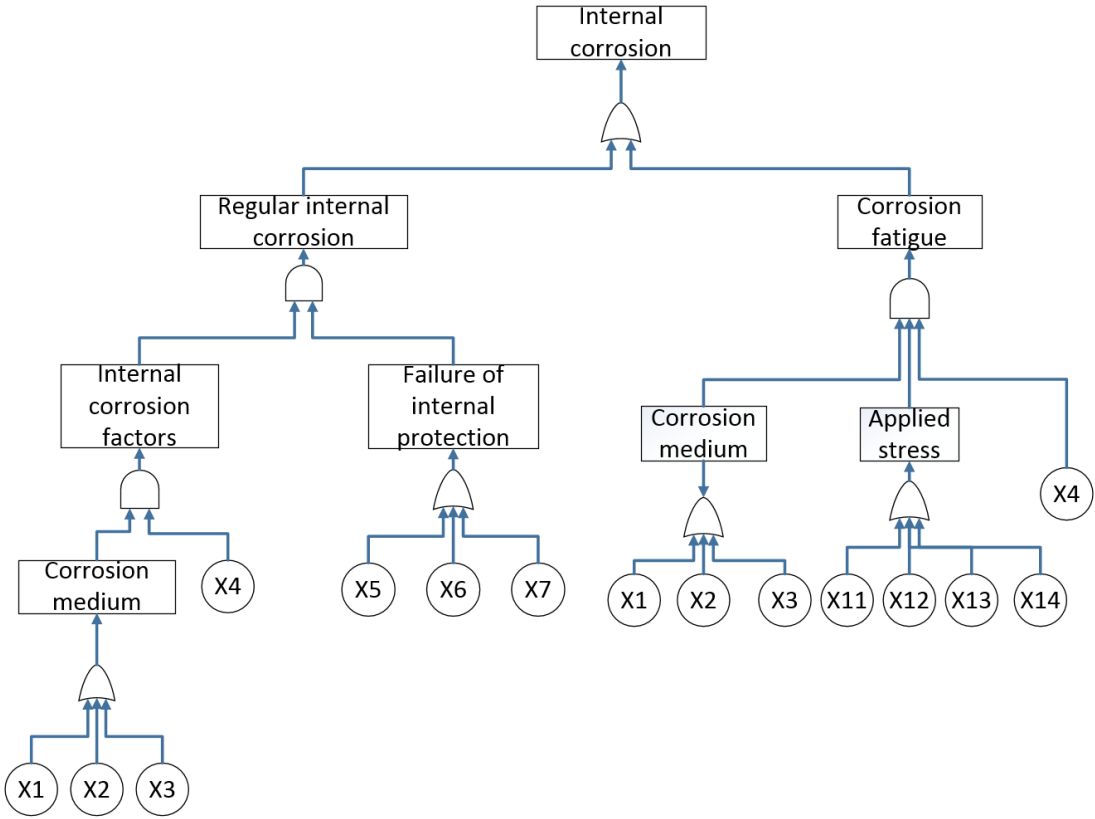 Internal
corrosion
Regular internal
corrosion
Corrosion
fatigue
Internal
corrosion
factors
Failure of
internal
protection
Corrosion
medium
Applied
stress
X4
Corrosion
medium
X4
X5
X6
X7
X1
X2
X3
X11
X12
X13
X14
X1
X2
X3